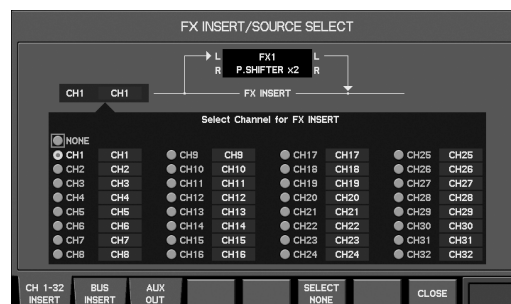 FX INSERT/SOURCE SELECT
L FX1 L
R P.SHIFTER x2 R
CH1 CH1
FX INSERT
Select Channel for FX INSERT
NONE
CH1 CH1 CH9 CH9 CH17 CH17 CH25 CH25
CH2 CH2 CH10 CH10 CH18 CH18 CH26 CH26
CH3 CH3 CH11 CH11 CH19 CH19 CH27 CH27
CH4 CH4 CH12 CH12 CH20 CH20 CH28 CH28
CH5 CH5 CH13 CH13 CH21 CH21 CH29 CH29
CH6 CH6 CH14 CH14 CH22 CH22 CH30 CH30
CH7 CH7 CH15 CH15 CH23 CH23 CH31 CH31
CH8 CH8 CH16 CH16 CH24 CH24 CH32 CH32
CH 1-32 INSERT
BUS INSERT
AUX OUT
SELECT NONE
CLOSE